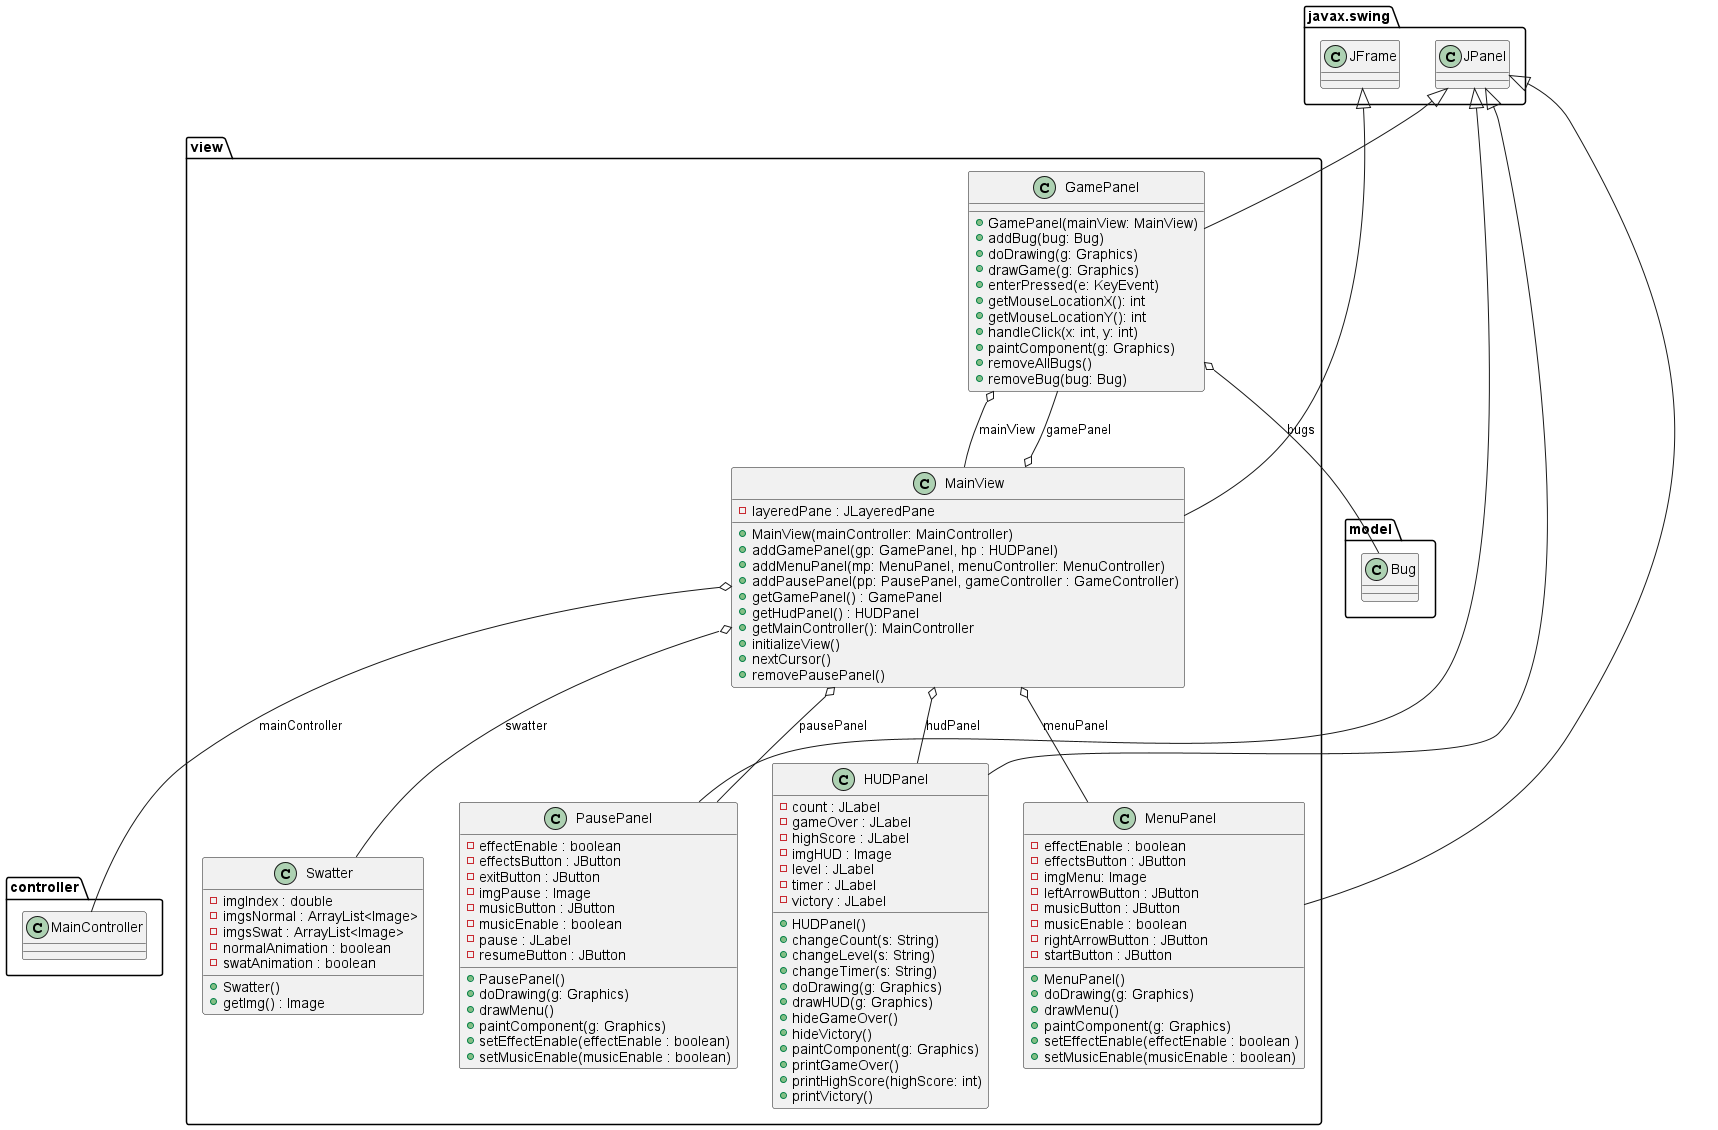 javax.swing
JFrame
JPanel
view
GamePanel
GamePanel(mainView: MainView)
addBug(bug: Bug)
doDrawing(g: Graphics)
drawGame(g: Graphics)
enterPressed(e: KeyEvent)
getMouseLocationX(): int
getMouseLocationY(): int
handleClick(x: int, y: int)
paintComponent(g: Graphics)
removeAllBugs()
removeBug(bug: Bug)
mainView
gamePanel
bugs
MainView
layeredPane : JLayeredPane
MainView(mainController: MainController)
addGamePanel(gp: GamePanel, hp : HUDPanel)
addMenuPanel(mp: MenuPanel, menuController: MenuController)
addPausePanel(pp: PausePanel, gameController : GameController)
getGamePanel() : GamePanel
getHudPanel() : HUDPanel
getMainController(): MainController
initializeView()
nextCursor()
removePausePanel()
model
Bug
mainController
swatter
pausePanel
hudPanel
menuPanel
controller
MainController
Swatter
imgIndex : double
imgsNormal : ArrayList<Image>
imgsSwat : ArrayList<Image>
normalAnimation : boolean
swatAnimation : boolean
Swatter()
getImg() : Image
PausePanel
effectEnable : boolean
effectsButton : JButton
exitButton : JButton
imgPause : Image
musicButton : JButton
musicEnable : boolean
pause : JLabel
resumeButton : JButton
PausePanel()
doDrawing(g: Graphics)
drawMenu()
paintComponent(g: Graphics)
setEffectEnable(effectEnable : boolean)
setMusicEnable(musicEnable : boolean)
HUDPanel
count : JLabel
gameOver : JLabel
highScore : JLabel
imgHUD : Image
level : JLabel
timer : JLabel
victory : JLabel
HUDPanel()
changeCount(s: String)
changeLevel(s: String)
changeTimer(s: String)
doDrawing(g: Graphics)
drawHUD(g: Graphics)
hideGameOver()
hideVictory()
paintComponent(g: Graphics)
printGameOver()
printHighScore(highScore: int)
printVictory()
MenuPanel
effectEnable : boolean
effectsButton : JButton
imgMenu: Image
leftArrowButton : JButton
musicButton : JButton
musicEnable : boolean
rightArrowButton : JButton
startButton : JButton
MenuPanel()
doDrawing(g: Graphics)
drawMenu()
paintComponent(g: Graphics)
setEffectEnable(effectEnable : boolean )
setMusicEnable(musicEnable : boolean)